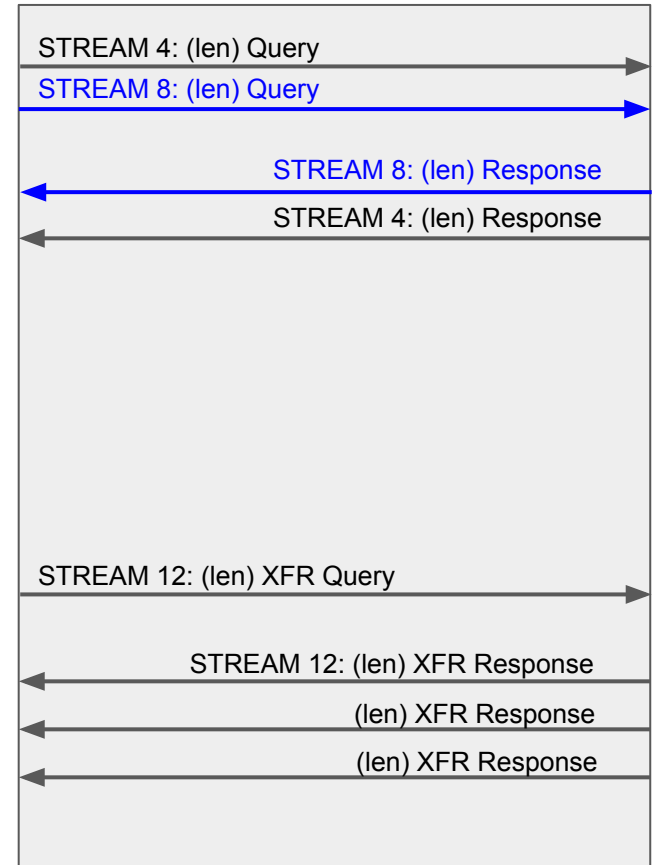 STREAM 4: (len) Query
STREAM 8: (len) Query
STREAM 8: (len) Response
STREAM 4: (len) Response
STREAM 12: (len) XFR Query
STREAM 12: (len) XFR Response
(len) XFR Response
(len) XFR Response